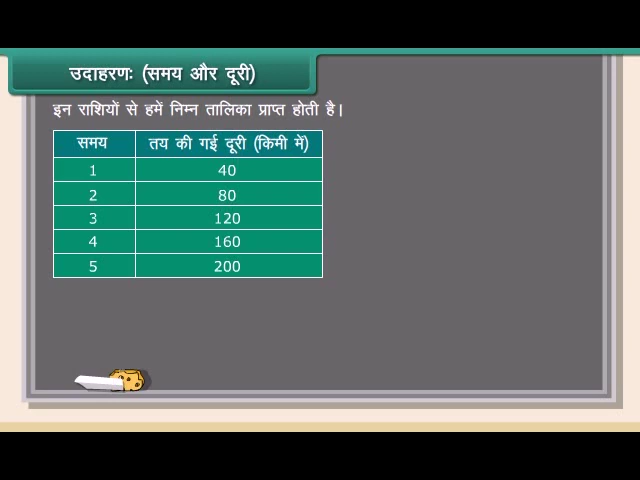 उदाहरणः (समय और दूरी)
इन राशियों से हमें निम्न तालिका प्राप्त होती है।
समय तय की गई दूरी (किमी में)
1 40
2 80
3 120
4 160
5 200